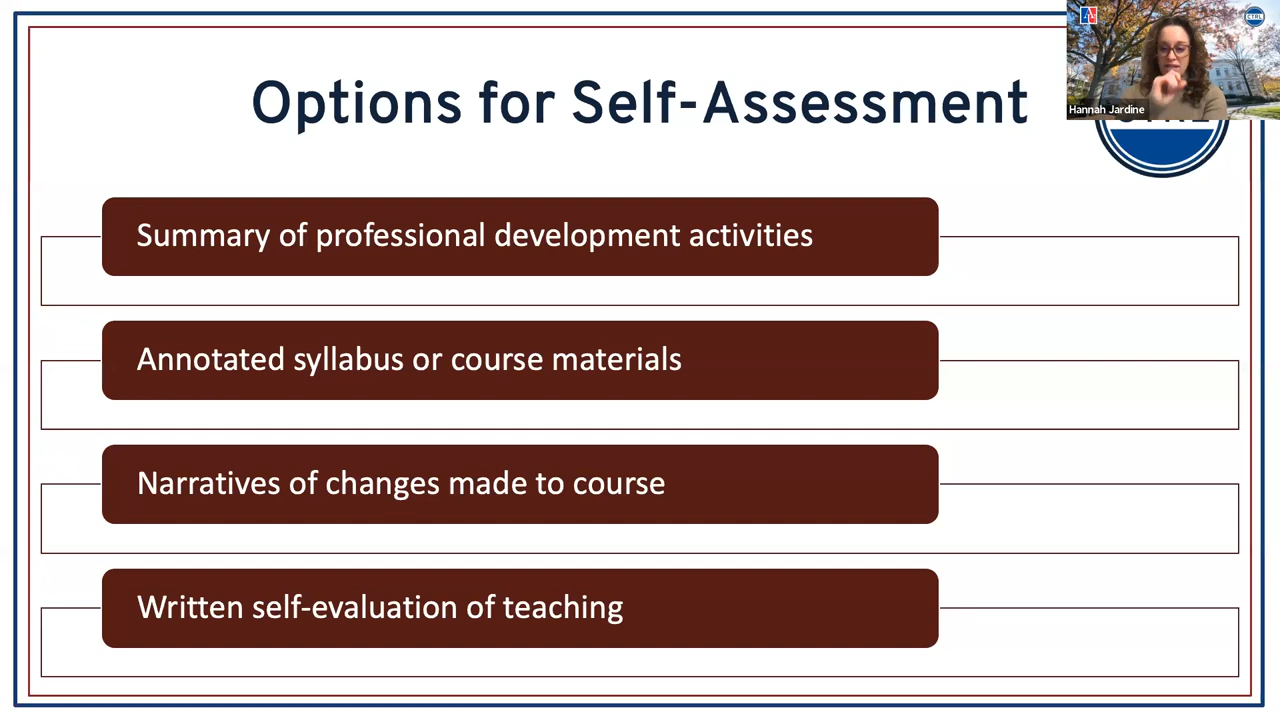 Options for Self-Assessment
Hannah Jardine
CTRL
Summary of professional development activities
Annotated syllabus or course materials
Narratives of changes made to course
Written self-evaluation of teaching